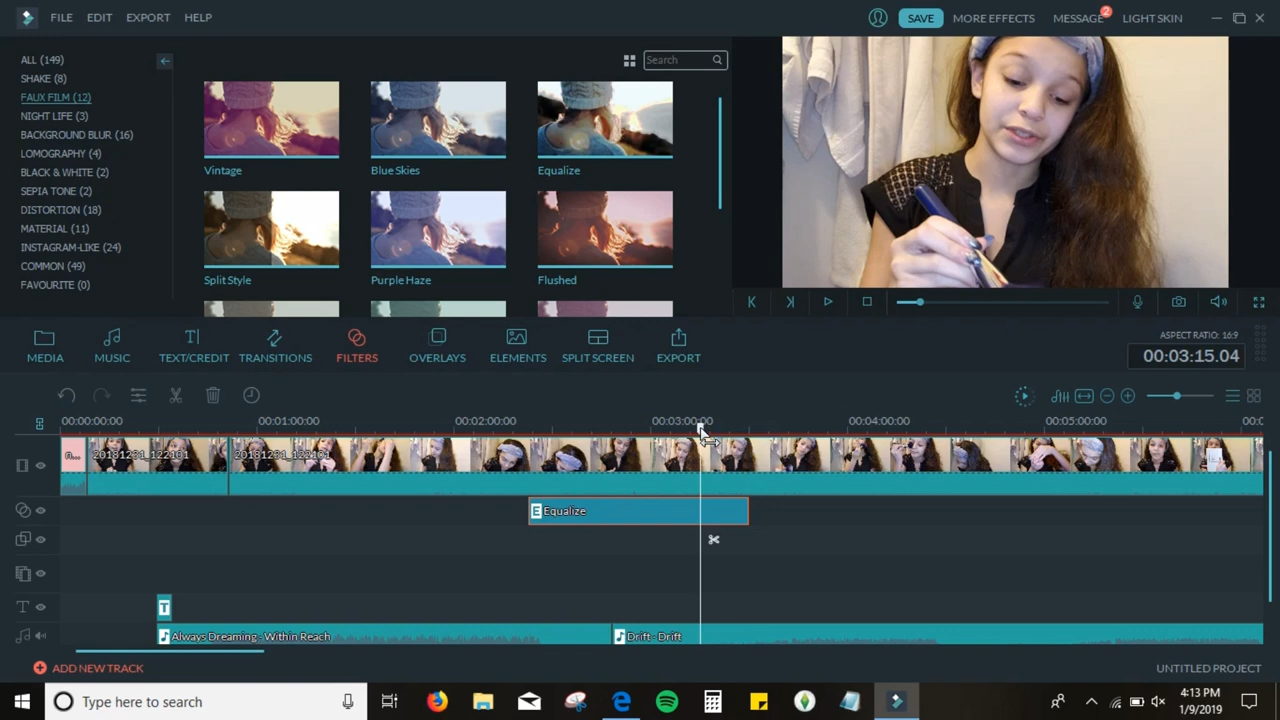 FILE EDIT EXPORT HELP
SAVE MORE EFFECTS MESSAGE 2 LIGHT SKIN
ALL (149)
SHAKE (8)
FAUX FILM (12)
NIGHT LIFE (3)
BACKGROUND BLUR (16)
LOMOGRAPHY (4)
BLACK & WHITE (2)
SEPIA TONE (2)
DISTORTION (18)
MATERIAL (11)
INSTAGRAM-LIKE (24)
COMMON (49)
FAVOURITE (0)
Search
Vintage Blue Skies Equalize
Split Style Purple Haze Flushed
MEDIA MUSIC TEXT/CREDIT TRANSITIONS FILTERS OVERLAYS ELEMENTS SPLIT SCREEN EXPORT
ASPECT RATIO: 16:9
00:03:15.04
00:00:00:00 00:01:00:00 00:02:00:00 00:03:00:00 00:04:00:00 00:05:00:00
20181231_122101 20181231_122101
E Equalize
T
Always Dreaming - Within Reach Drift - Drift
ADD NEW TRACK UNTITLED PROJECT
Type here to search
4:13 PM
1/9/2019